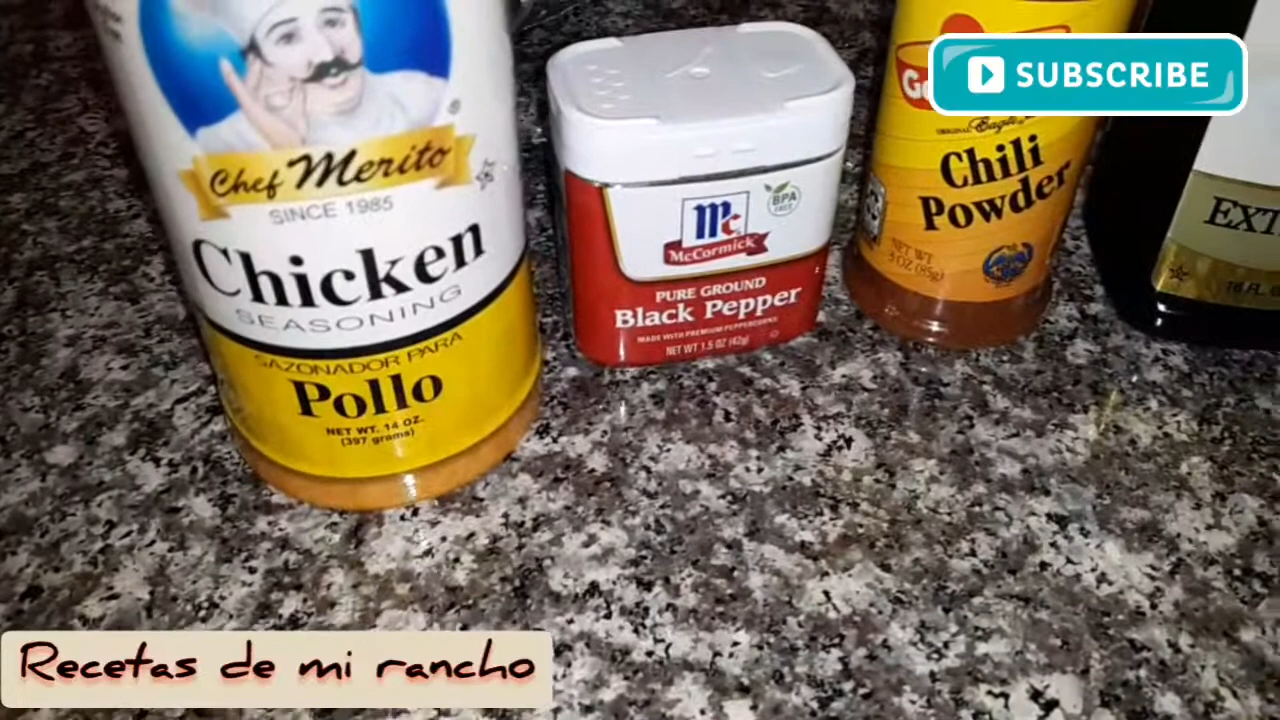 Chef Merito
SINCE 1985
Chicken
SEASONING
SAZONADOR PARA
Pollo
NET WT. 14 OZ.
(397 grams)
Mc
McCormick
BPA
FREE
PURE GROUND
Black Pepper
MADE WITH PREMIUM PEPPERCORNS
NET WT 1.5 OZ (42g)
SUBSCRIBE
ORIGINAL
Chili
Powder
NET WT
3 OZ (85g)
Recetas de mi rancho